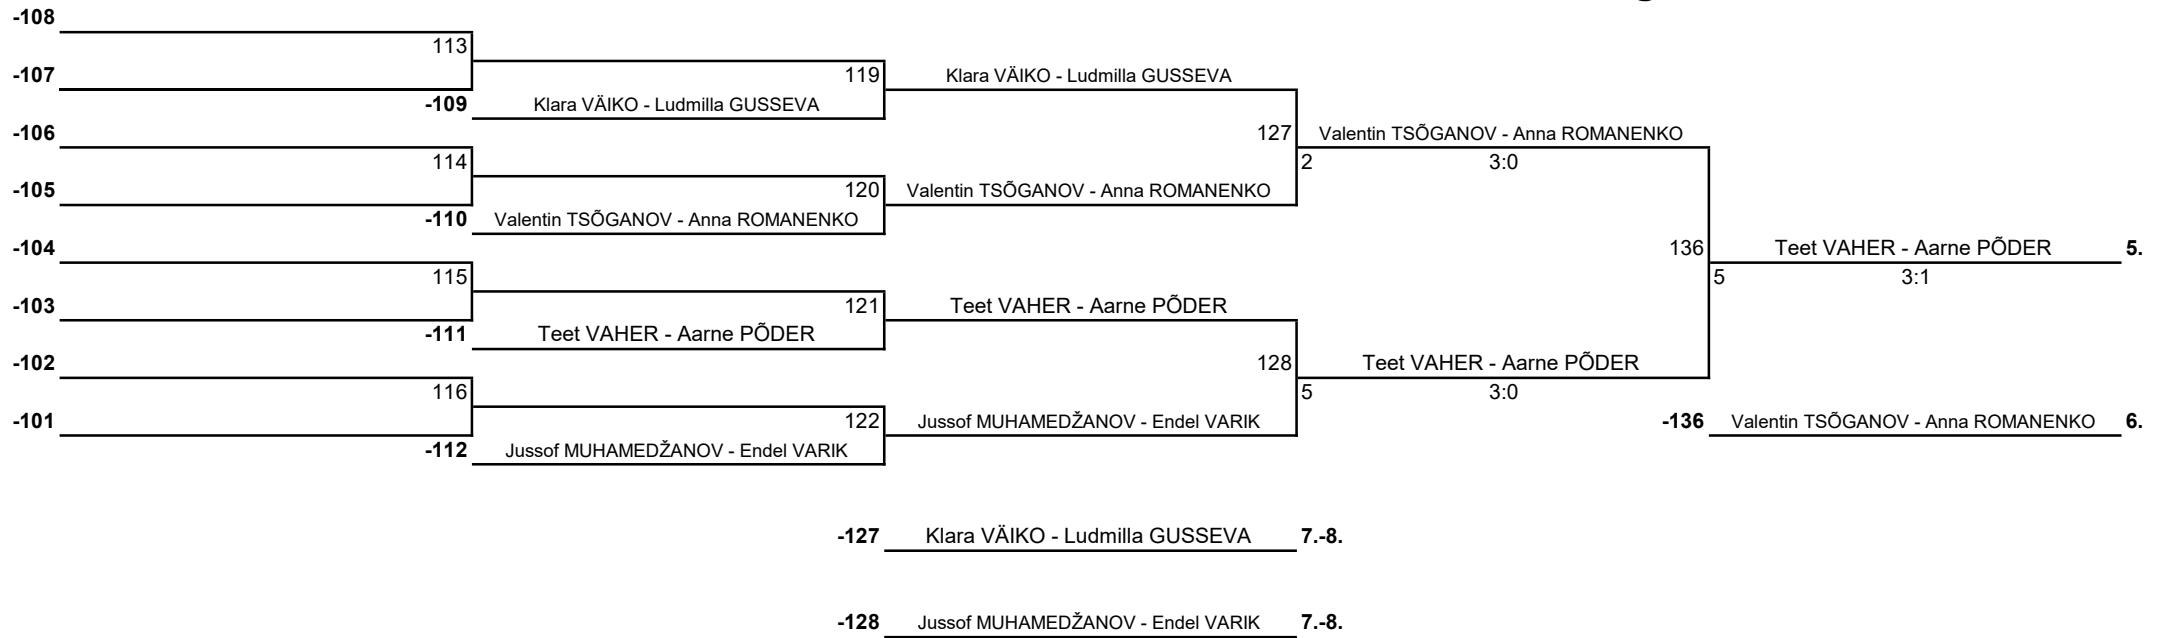 -108
113
-107
119 Klara VÄIKO - Ludmilla GUSSEVA
-109 Klara VÄIKO - Ludmilla GUSSEVA
-106
127 Valentin TSÕGANOV - Anna ROMANENKO
114
2 3:0
-105
120 Valentin TSÕGANOV - Anna ROMANENKO
-110 Valentin TSÕGANOV - Anna ROMANENKO
-104
136 Teet VAHER - Aarne PÕDER 5.
115
5 3:1
-103
121 Teet VAHER - Aarne PÕDER
-111 Teet VAHER - Aarne PÕDER
-102
128 Teet VAHER - Aarne PÕDER
116
5 3:0
-101
122 Jussof MUHAMEDŽANOV - Endel VARIK
-136 Valentin TSÕGANOV - Anna ROMANENKO 6.
-112 Jussof MUHAMEDŽANOV - Endel VARIK
-127 Klara VÄIKO - Ludmilla GUSSEVA 7.-8.
-128 Jussof MUHAMEDŽANOV - Endel VARIK 7.-8.